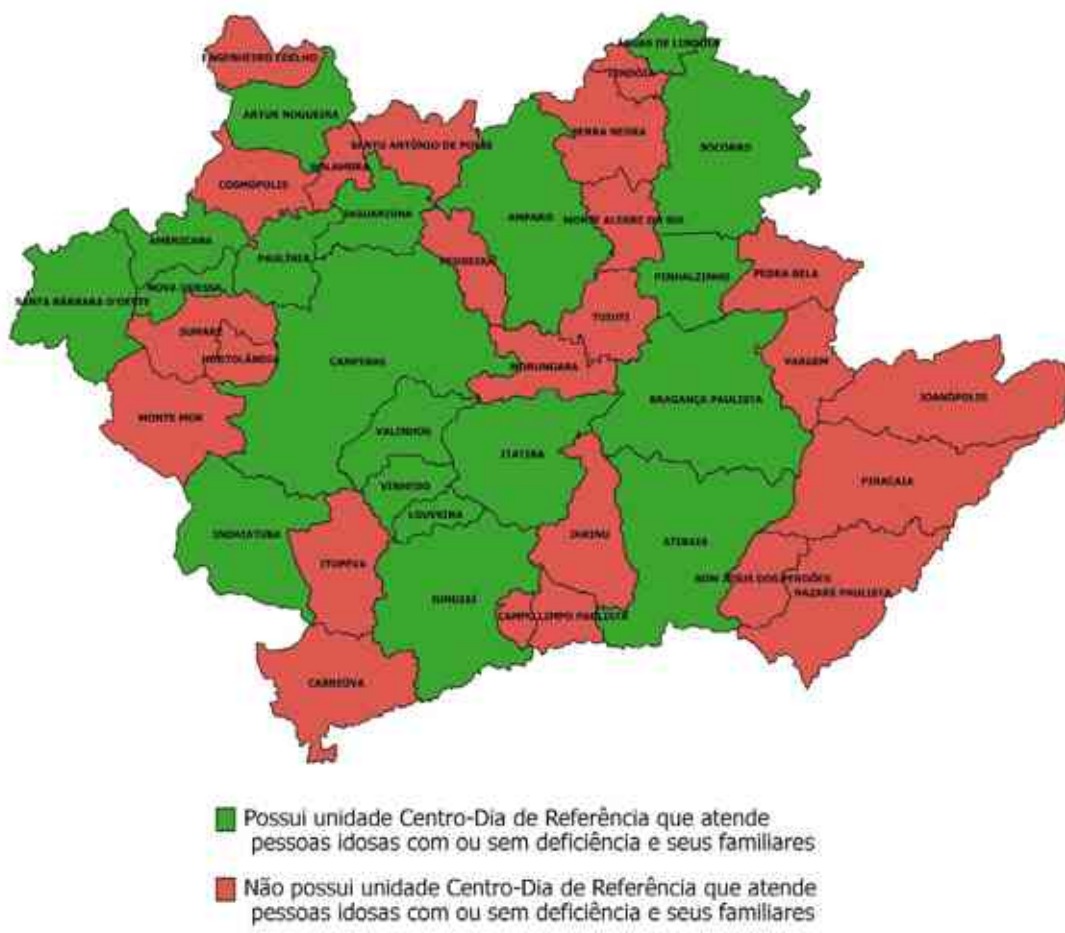 ÁGUAS DE LINDÓIA
ENGENHEIRO COELHO
LINDÓIA
ARTUR NOGUEIRA
SERRA NEGRA
SANTO ANTÔNIO DE POSSE
SOCORRO
HOLAMBRA
COSMÓPOLIS
JAGUARIÚNA
AMPARO
MONTE ALEGRE DO SUL
AMERICANA
PAULÍNIA
PEDREIRA
PINHALZINHO
PEDRA BELA
NOVA ODESSA
SANTA BÁRBARA D'OESTE
TUIUTI
SUMARÉ
HORTOLÂNDIA
CAMPINAS
MORUNGABA
VARGEM
BRAGANÇA PAULISTA
JOANÓPOLIS
MONTE MOR
VALINHOS
ITATIBA
PIRACAIA
VINHEDO
LOUVEIRA
INDAIATUBA
JARINU
ATIBAIA
ITUPEVA
BOM JESUS DOS PERDÕES
NAZARÉ PAULISTA
JUNDIAÍ
CAMPO LIMPO PAULISTA
CABREÚVA
Possui unidade Centro-Dia de Referência que atende
pessoas idosas com ou sem deficiência e seus familiares
Não possui unidade Centro-Dia de Referência que atende
pessoas idosas com ou sem deficiência e seus familiares